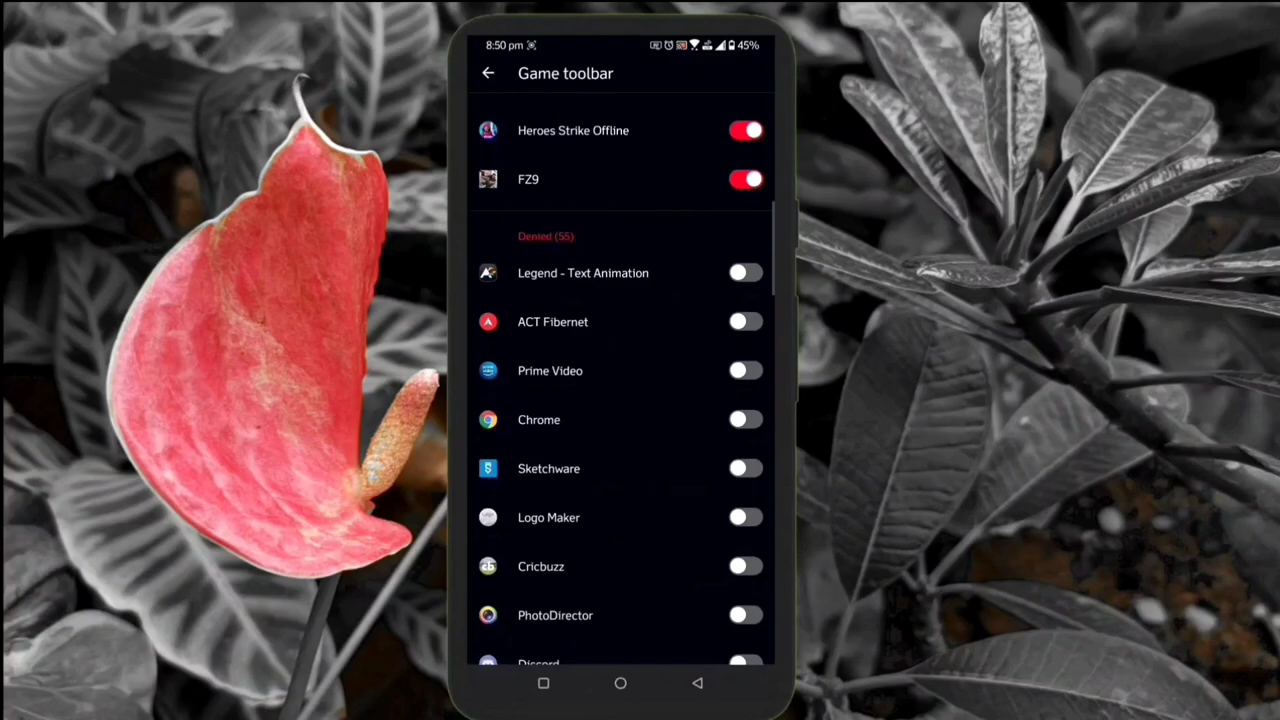 8:50 pm
45%
Game toolbar
Heroes Strike Offline
FZ9
Denied (55)
Legend - Text Animation
ACT Fibernet
Prime Video
Chrome
Sketchware
Logo Maker
Cricbuzz
PhotoDirector
Discord